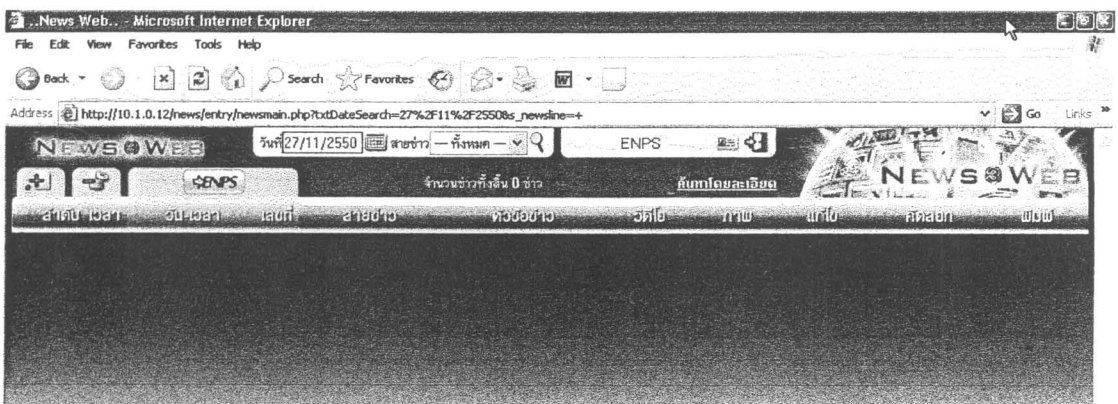 ..News Web.. - Microsoft Internet Explorer
File Edit View Favorites Tools Help
Back Search Favorites
Address http://10.1.0.12/news/entry/newsmain.php?txtDateSearch=27%2F11%2F2550&s_newsline=+ Go Links
NEWS@WEB วันที่ 27/11/2550 สายข่าว -- ทั้งหมด -- ENPS NEWS@WEB
ENPS จำนวนข่าวทั้งสิ้น 0 ข่าว ค้นหาโดยละเอียด
ลำดับ เวลา วัน-เวลา เลขที่ สายข่าว หัวข้อข่าว วิดีโอ ภาพ แก้ไข คัดลอก พิมพ์